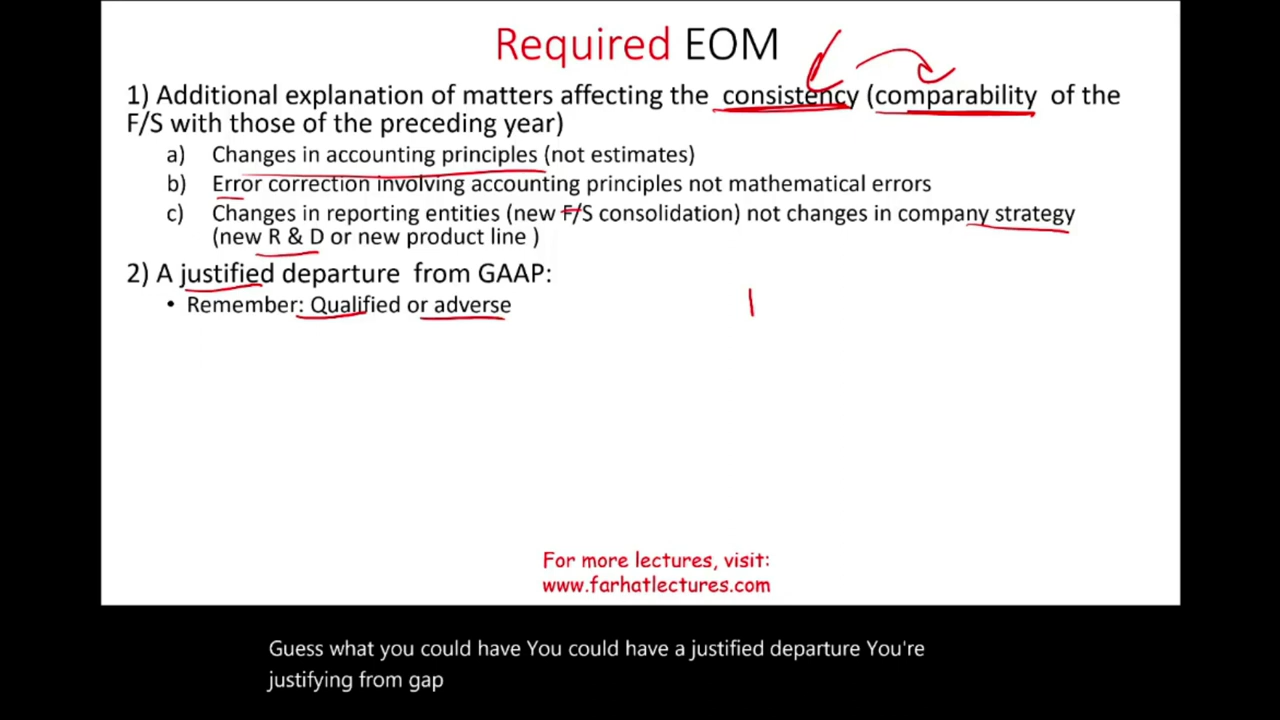 Required EOM
1) Additional explanation of matters affecting the consistency (comparability of the
F/S with those of the preceding year)
a) Changes in accounting principles (not estimates)
b) Error correction involving accounting principles not mathematical errors
c) Changes in reporting entities (new F/S consolidation) not changes in company strategy
(new R & D or new product line )
2) A justified departure from GAAP:
• Remember: Qualified or adverse
For more lectures, visit:
www.farhatlectures.com
Guess what you could have You could have a justified departure You're
justifying from gap